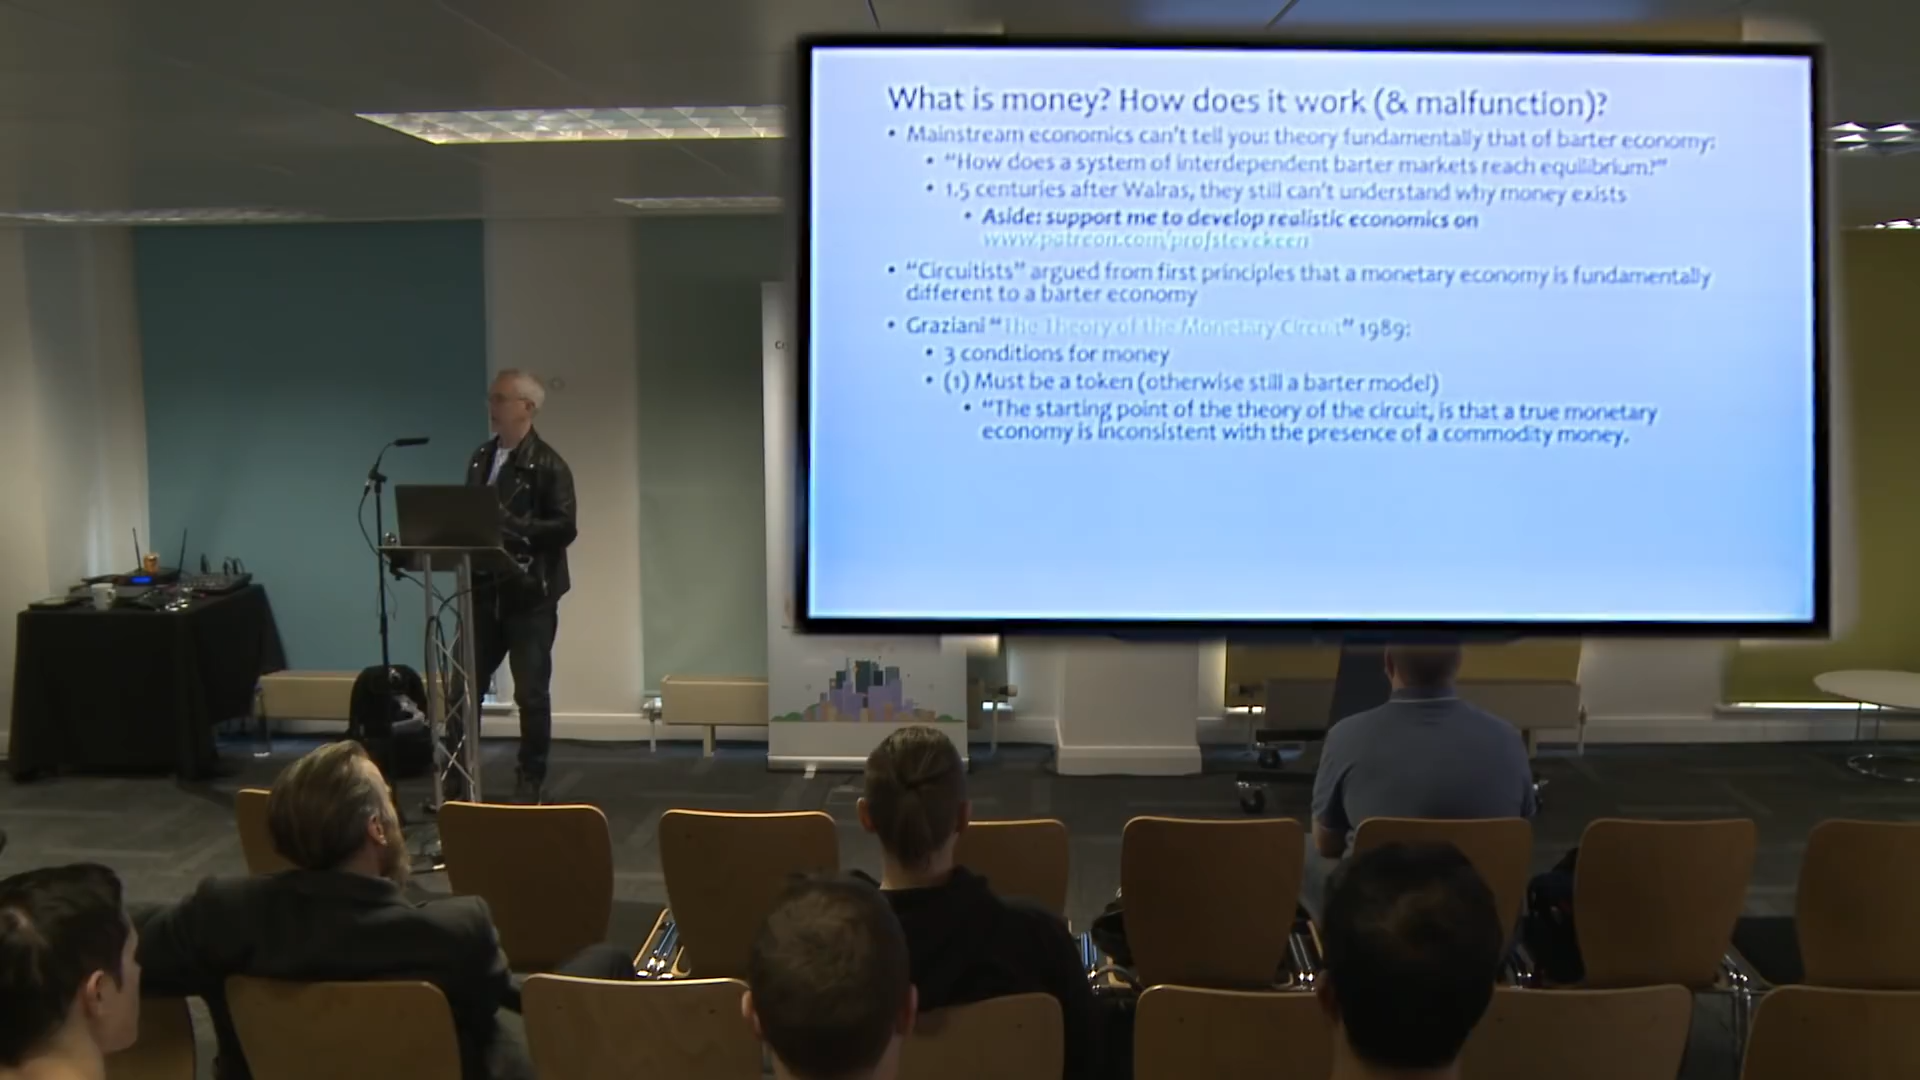 What is money? How does it work (& malfunction)?
• Mainstream economics can't tell you: theory fundamentally that of barter economy:
• “How does a system of interdependent barter markets reach equilibrium?”
• 1.5 centuries after Walras, they still can't understand why money exists
• Aside: support me to develop realistic economics on
www.patreon.com/profstevekeen
• “Circuitists” argued from first principles that a monetary economy is fundamentally
different to a barter economy
• Graziani “The Theory of the Monetary Circuit” 1989:
• 3 conditions for money
• (1) Must be a token (otherwise still a barter model)
• “The starting point of the theory of the circuit, is that a true monetary
economy is inconsistent with the presence of a commodity money.